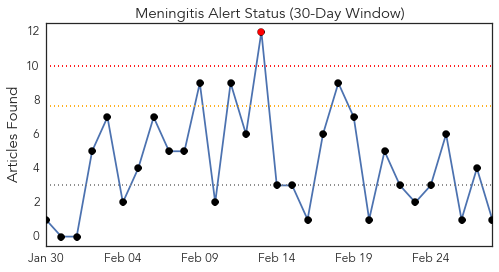 Meningitis Alert Status (30-Day Window)
Articles Found
12
10
8
6
4
2
0
Jan 30 Feb 04 Feb 09 Feb 14 Feb 19 Feb 24